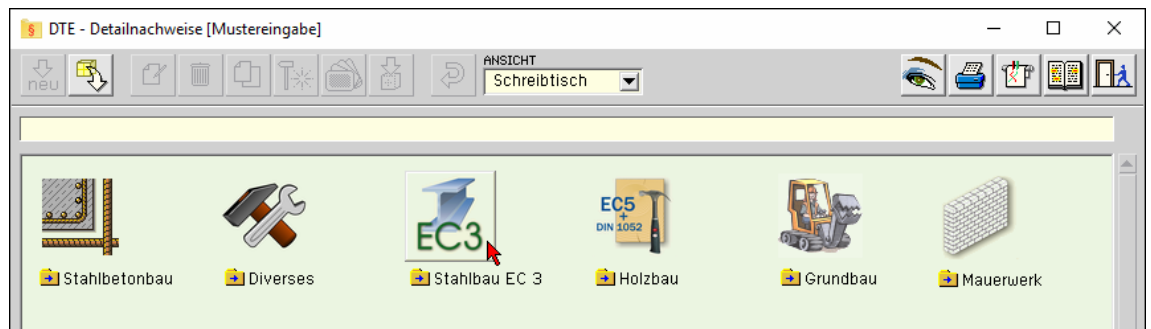 DTE - Detailnachweise [Mustereingabe]
neu
ANSICHT
Schreibtisch
EC3
EC5
+
DIN 1052
Stahlbetonbau
Diverses
Stahlbau EC 3
Holzbau
Grundbau
Mauerwerk